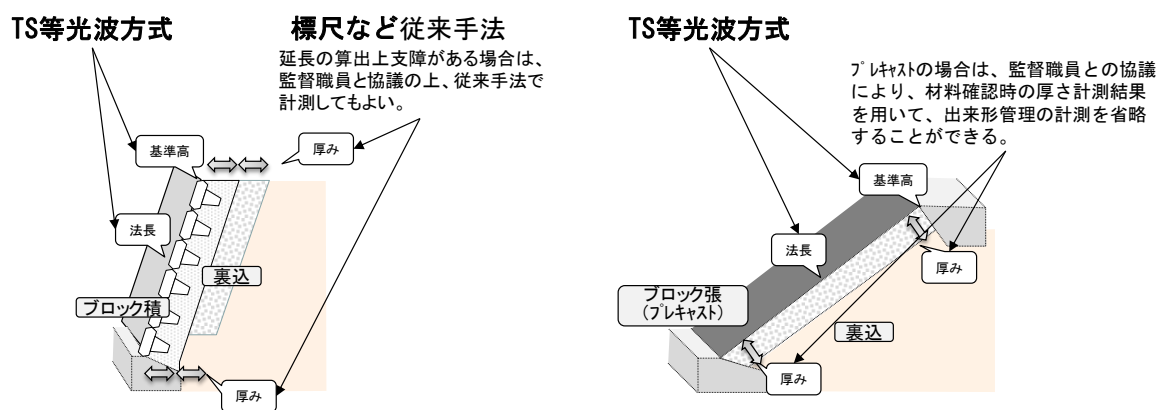 TS等光波方式
標尺など従来手法
延長の算出上支障がある場合は、
監督職員と協議の上、従来手法で
計測してもよい。
基準高
厚み
法長
裏込
ブロック積
厚み
TS等光波方式
プレキャストの場合は、監督職員との協議
により、材料確認時の厚さ計測結果
を用いて、出来形管理の計測を省略
することができる。
基準高
法長
厚み
ブロック張
(プレキャスト)
裏込
厚み